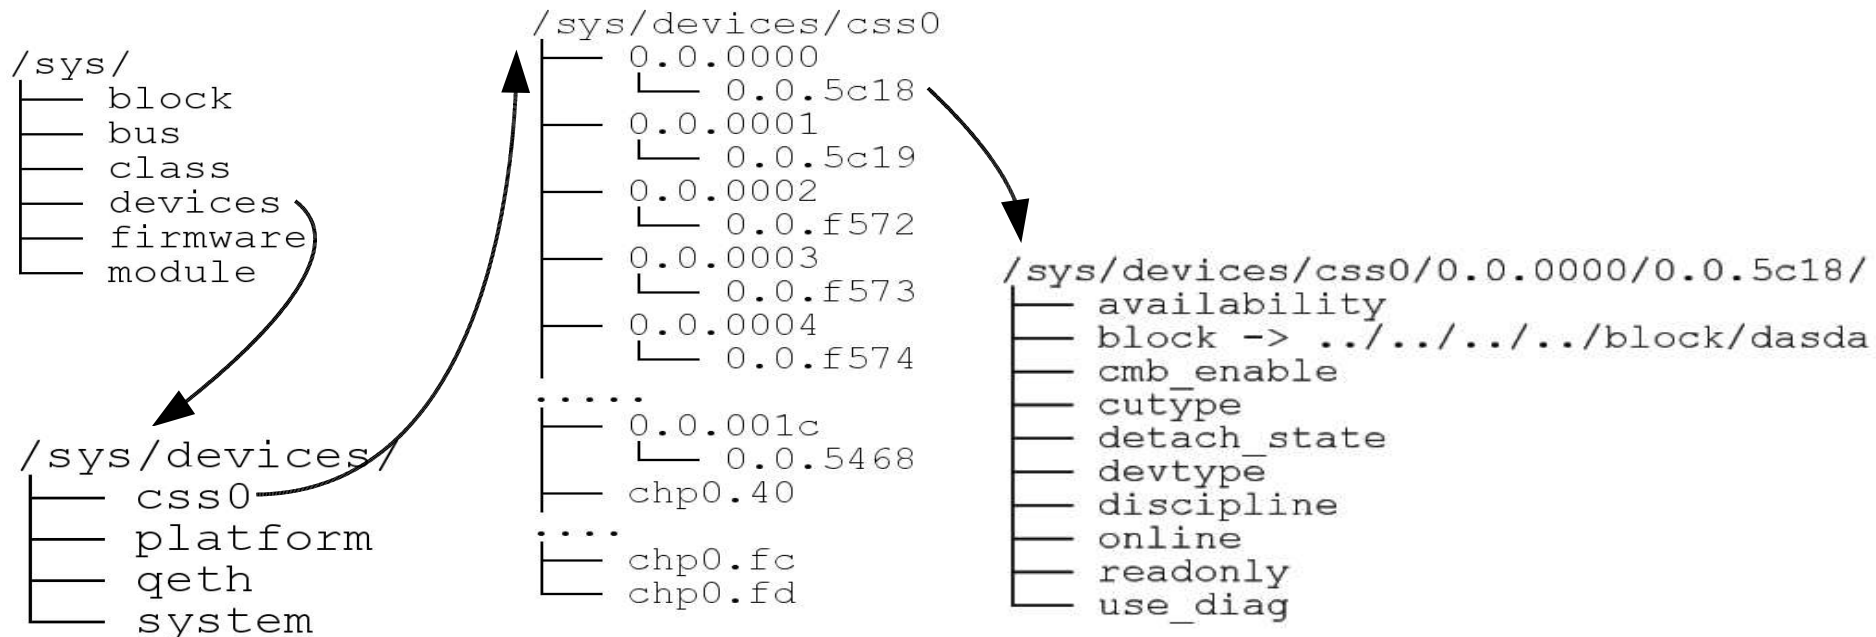 /sys/
block
bus
class
devices
firmware
module
/sys/devices/
css0
platform
qeth
system
/sys/devices/css0
0.0.0000
0.0.5c18
0.0.0001
0.0.5c19
0.0.0002
0.0.f572
0.0.0003
0.0.f573
0.0.0004
0.0.f574
.....
0.0.001c
0.0.5468
chp0.40
....
chp0.fc
chp0.fd
/sys/devices/css0/0.0.0000/0.0.5c18/
availability
block -> ../../../../block/dasda
cmb_enable
cutype
detach_state
devtype
discipline
online
readonly
use_diag